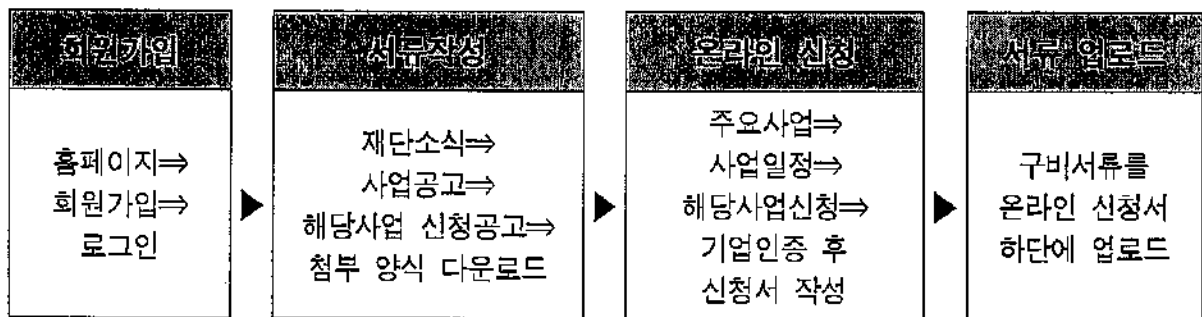 회원가입
홈페이지⇒
회원가입⇒
로그인
서류작성
재단소식⇒
사업공고⇒
해당사업 신청공고⇒
첨부 양식 다운로드
온라인 신청
주요사업⇒
사업일정⇒
해당사업신청⇒
기업인증 후
신청서 작성
서류 업로드
구비서류를
온라인 신청서
하단에 업로드